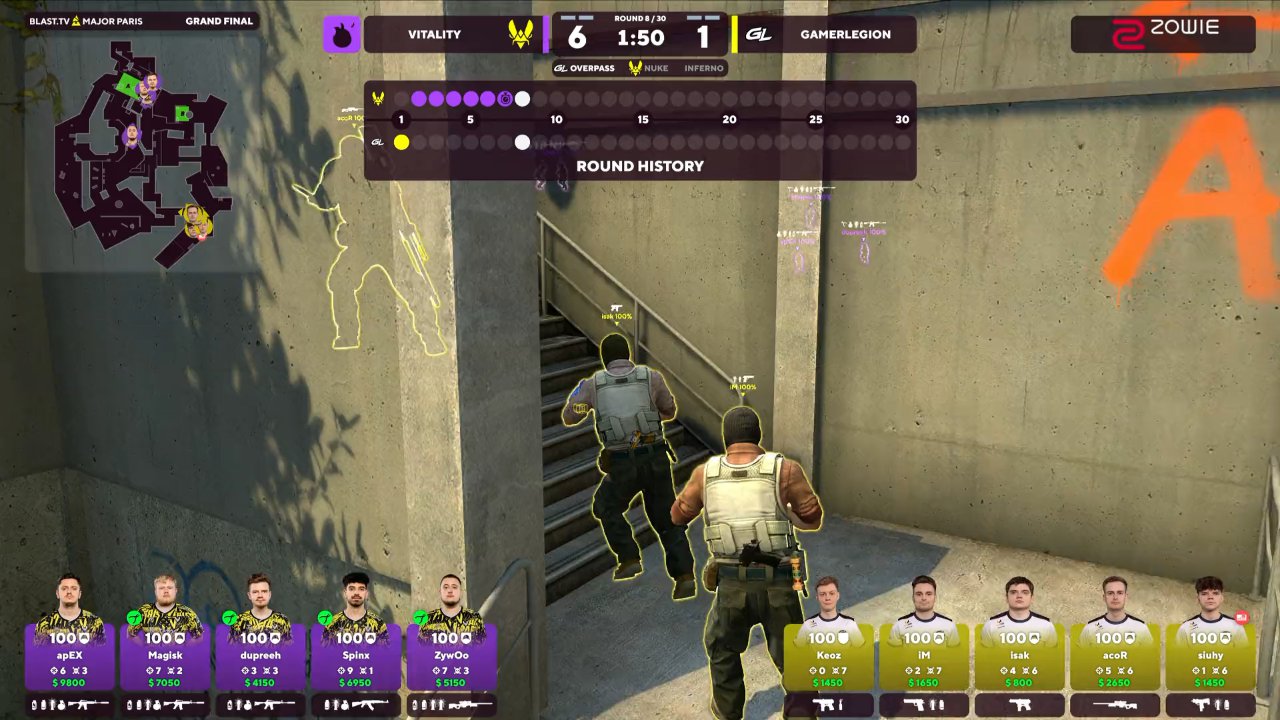 BLAST.TV MAJOR PARIS GRAND FINAL
VITALITY
6
ROUND 8 / 30
1:50
1
GL
GAMERLEGION
ZOWIE
GL OVERPASS NUKE INFERNO
1 5 10 15 20 25 30
GL
ROUND HISTORY
A
isak 100%
iM 100%
100 100 100 100 100 100 100 100 100 100
apEX Magisk dupreeh Spinx ZywOo Keoz iM isak acoR siuhy
6 3 7 2 3 3 9 1 7 3 0 7 2 7 4 6 5 6 1 6
$9800 $7050 $4150 $6950 $5150 $1450 $1650 $800 $2650 $1450